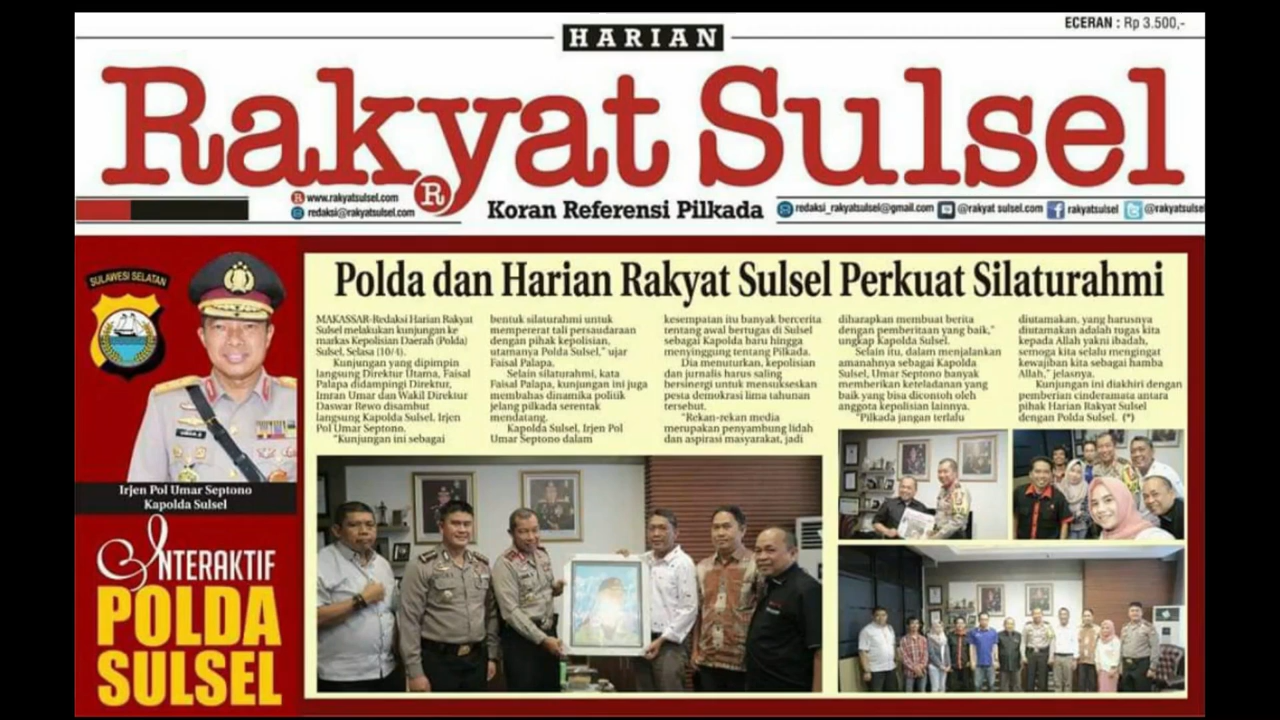 ECERAN : Rp 3.500,-
HARIAN
Rakyat Sulsel
www.rakyatsulsel.com
redaksi@rakyatsulsel.com
R
Koran Referensi Pilkada
redaksi_rakyatsulsel@gmail.com @rakyat sulsel.com rakyatsulsel @rakyatsulsel
SULAWESI SELATAN
Irjen Pol Umar Septono
Kapolda Sulsel
INTERAKTIF
POLDA
SULSEL
Polda dan Harian Rakyat Sulsel Perkuat Silaturahmi
MAKASSAR-Redaksi Harian Rakyat
Sulsel melakukan kunjungan ke
markas Kepolisian Daerah (Polda)
Sulsel, Selasa (10/4).
Kunjungan yang dipimpin
langsung Direktur Utama, Faisal
Palapa didampingi Direktur,
Imran Umar dan Wakil Direktur
Daswar Rewo disambut
langsung Kapolda Sulsel, Irjen
Pol Umar Septono.
"Kunjungan ini sebagai
bentuk silaturahmi untuk
mempererat tali persaudaraan
dengan pihak kepolisian,
utamanya Polda Sulsel," ujar
Faisal Palapa.
Selain silaturahmi, kata
Faisal Palapa, kunjungan ini juga
membahas dinamika politik
jelang pilkada serentak
mendatang.
Kapolda Sulsel, Irjen Pol
Umar Septono dalam
kesempatan itu banyak bercerita
tentang awal bertugas di Sulsel
sebagai Kapolda baru hingga
menyinggung tentang Pilkada.
Dia menuturkan, kepolisian
dan jurnalis harus saling
bersinergi untuk mensukseskan
pesta demokrasi lima tahunan
tersebut.
"Rekan-rekan media
merupakan penyambung lidah
dan aspirasi masyarakat, jadi
diharapkan membuat berita
dengan pemberitaan yang baik,"
ungkap Kapolda Sulsel.
Selain itu, dalam menjalankan
amanahnya sebagai Kapolda
Sulsel, Umar Septono banyak
memberikan keteladanan yang
baik yang bisa dicontoh oleh
anggota kepolisian lainnya.
"Pilkada jangan terlalu
diutamakan, yang harusnya
diutamakan adalah tugas kita
kepada Allah yakni ibadah,
semoga kita selalu mengingat
kewajiban kita sebagai hamba
Allah," jelasnya.
Kunjungan ini diakhiri dengan
pemberian cinderamata antara
pihak Harian Rakyat Sulsel
dengan Polda Sulsel. (*)